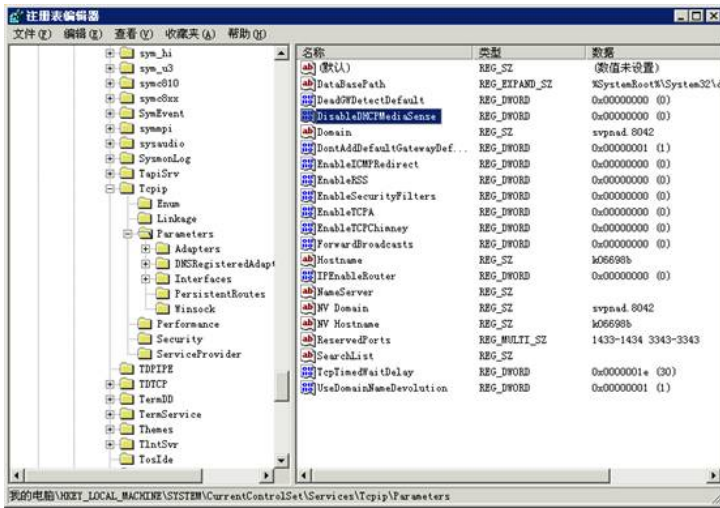 注册表编辑器
文件(F) 编辑(E) 查看(V) 收藏夹(A) 帮助(H)
sym_hi
sym_u3
symc810
symc8xx
SymEvent
symmpi
sysaudio
SysmonLog
TapiSrv
Tcpip
Enum
Linkage
Parameters
Adapters
DNSRegisteredAdapt
Interfaces
PersistentRoutes
Winsock
Performance
Security
ServiceProvider
TDPIPE
TDTCP
TermDD
TermService
Themes
TlntSvr
TosIde
名称 类型 数据
(默认) REG_SZ (数值未设置)
DataBasePath REG_EXPAND_SZ %SystemRoot%\System32\d
DeadGWDetectDefault REG_DWORD 0x00000000 (0)
DisableDHCPMediaSense REG_DWORD 0x00000000 (0)
Domain REG_SZ svpnad.8042
DontAddDefaultGatewayDef... REG_DWORD 0x00000001 (1)
EnableICMPRedirect REG_DWORD 0x00000000 (0)
EnableRSS REG_DWORD 0x00000000 (0)
EnableSecurityFilters REG_DWORD 0x00000000 (0)
EnableTCPA REG_DWORD 0x00000000 (0)
EnableTCPChimney REG_DWORD 0x00000000 (0)
ForwardBroadcasts REG_DWORD 0x00000000 (0)
Hostname REG_SZ k06698b
IPEnableRouter REG_DWORD 0x00000000 (0)
NameServer REG_SZ
NV Domain REG_SZ svpnad.8042
NV Hostname REG_SZ k06698b
ReservedPorts REG_MULTI_SZ 1433-1434 3343-3343
SearchList REG_SZ
TcpTimedWaitDelay REG_DWORD 0x0000001e (30)
UseDomainNameDevolution REG_DWORD 0x00000001 (1)
我的电脑\HKEY_LOCAL_MACHINE\SYSTEM\CurrentControlSet\Services\Tcpip\Parameters